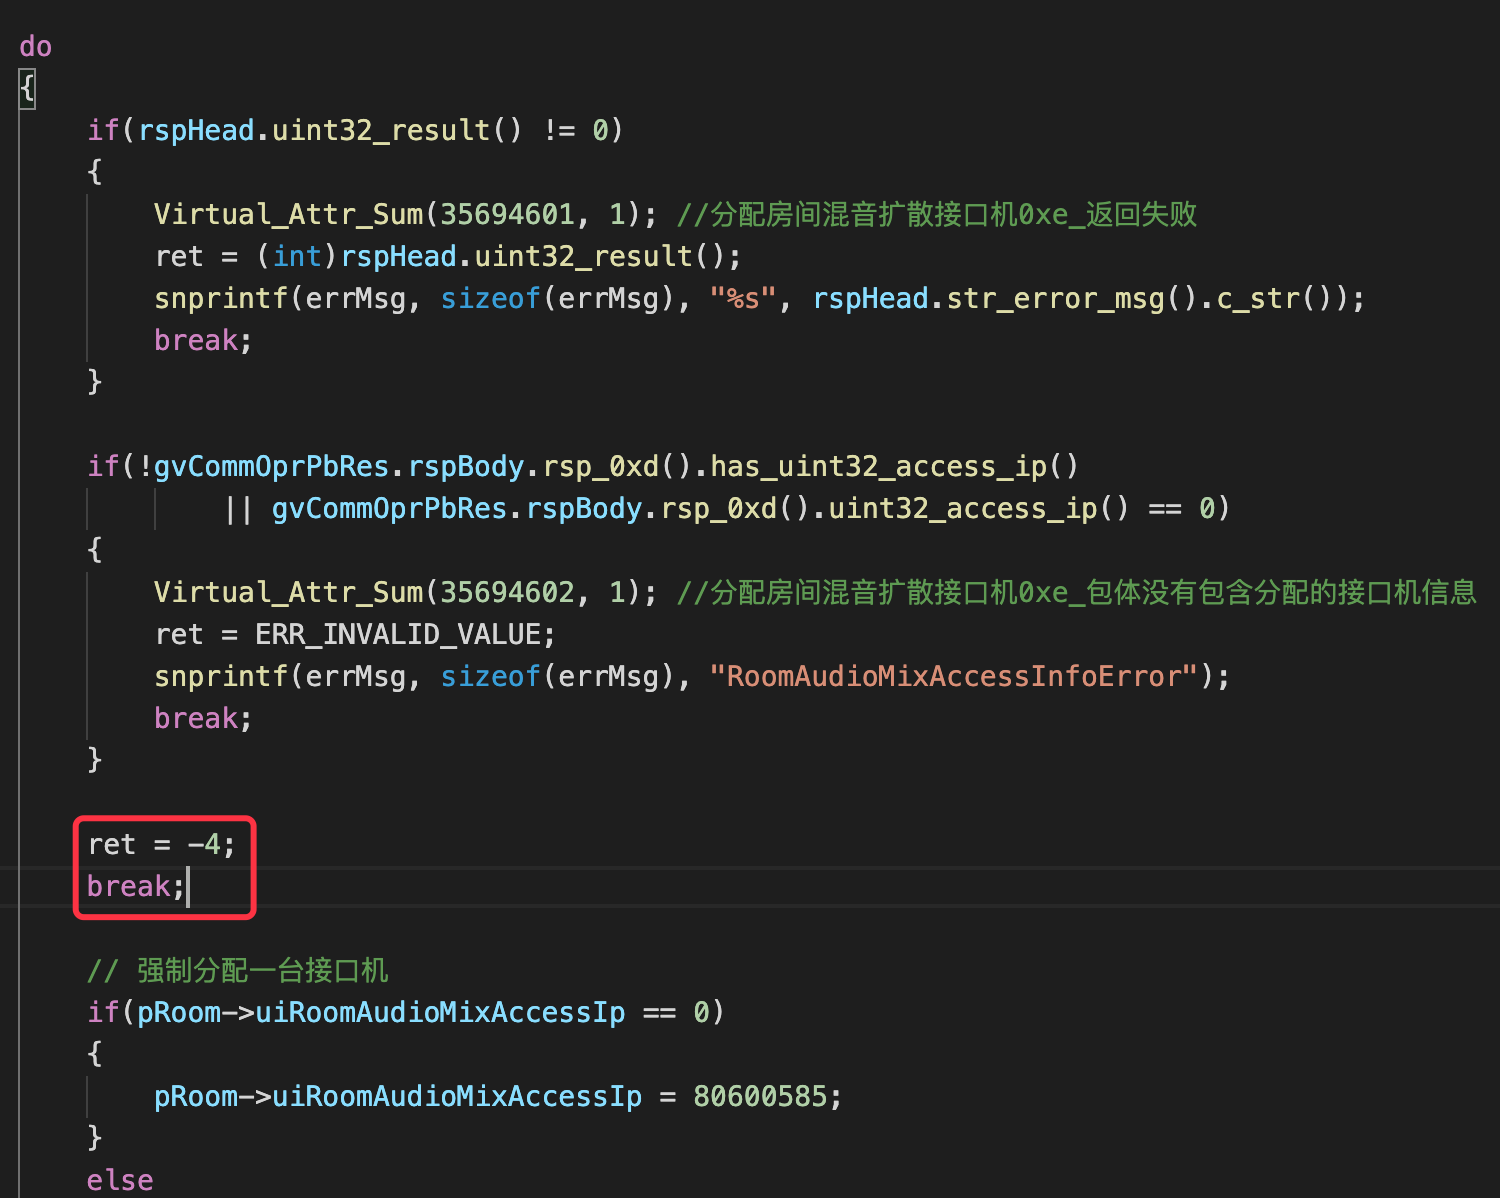 do
{
if(rspHead.uint32_result() != 0)
{
Virtual_Attr_Sum(35694601, 1); //分配房间混音扩散接口机0xe_返回失败
ret = (int)rspHead.uint32_result();
snprintf(errMsg, sizeof(errMsg), "%s", rspHead.str_error_msg().c_str());
break;
}
if(!gvCommOprPbRes.rspBody.rsp_0xd().has_uint32_access_ip()
|| gvCommOprPbRes.rspBody.rsp_0xd().uint32_access_ip() == 0)
{
Virtual_Attr_Sum(35694602, 1); //分配房间混音扩散接口机0xe_包体没有包含分配的接口机信息
ret = ERR_INVALID_VALUE;
snprintf(errMsg, sizeof(errMsg), "RoomAudioMixAccessInfoError");
break;
}
ret = -4;
break;
// 强制分配一台接口机
if(pRoom->uiRoomAudioMixAccessIp == 0)
{
pRoom->uiRoomAudioMixAccessIp = 80600585;
}
else